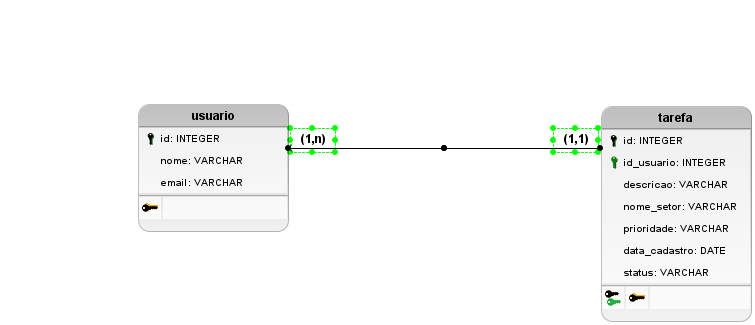 usuario
id: INTEGER
nome: VARCHAR
email: VARCHAR
(1,n)
(1,1)
tarefa
id: INTEGER
id_usuario: INTEGER
descricao: VARCHAR
nome_setor: VARCHAR
prioridade: VARCHAR
data_cadastro: DATE
status: VARCHAR